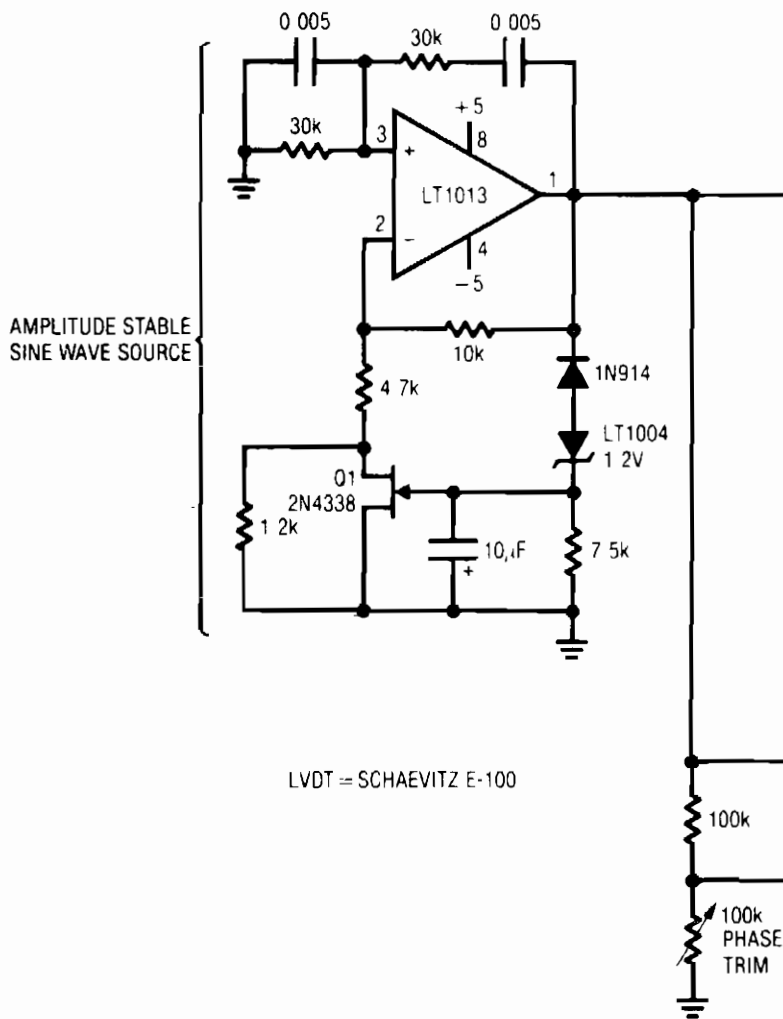 0 005
0 005
30k
30k
+5
3
+
8
LT1013
1
2
−
4
−5
AMPLITUDE STABLE
SINE WAVE SOURCE
10k
1N914
4 7k
LT1004
1 2V
Q1
2N4338
1 2k
10µF
+
7 5k
LVDT = SCHAEVITZ E-100
100k
100k
PHASE
TRIM